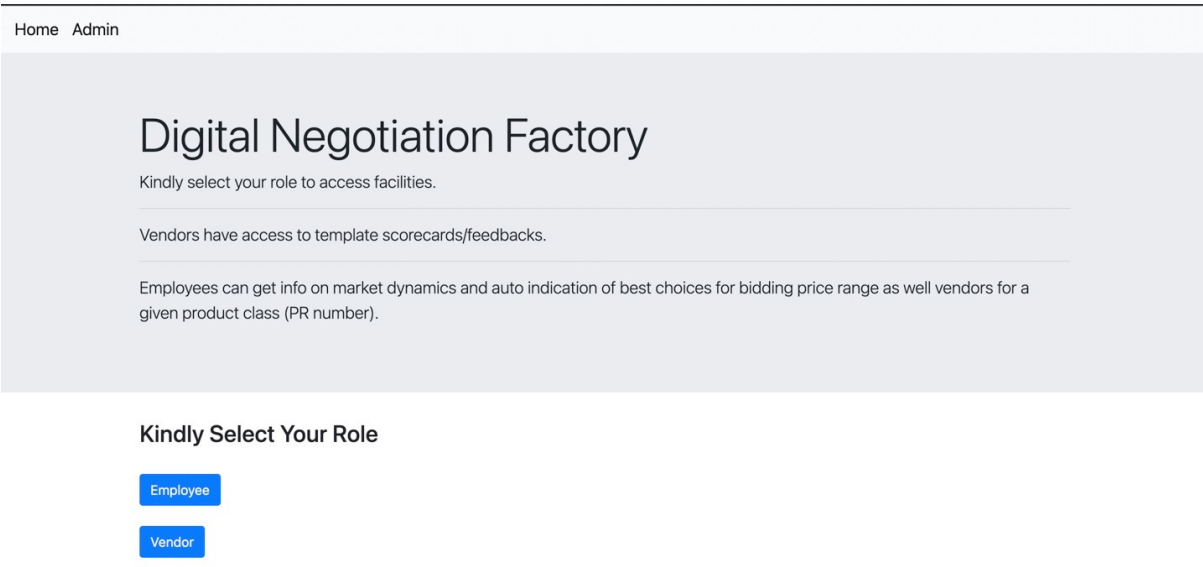 Home Admin
Digital Negotiation Factory
Kindly select your role to access facilities.
Vendors have access to template scorecards/feedbacks.
Employees can get info on market dynamics and auto indication of best choices for bidding price range as well vendors for a
given product class (PR number).
Kindly Select Your Role
Employee
Vendor